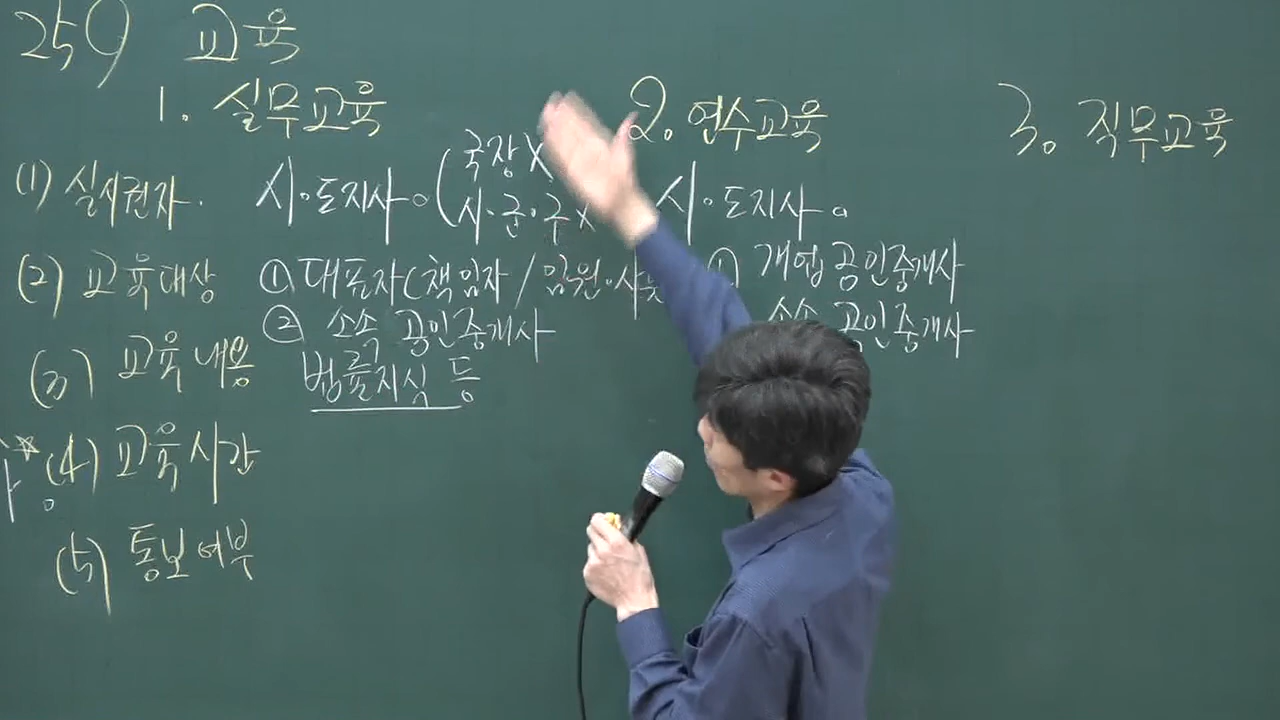 259 교육
1. 실무교육 2. 연수교육 3. 직무교육
(1) 실시권자. 시·도지사。(국장X 시·도지사。
시·군·구X
(2) 교육대상 ① 대표자(책임자/임원·사 ① 개업공인중개사
② 소속 공인중개사 소속 공인중개사
(3) 교육 내용 법률지식 등
*(4) 교육시간
(5) 통보여부